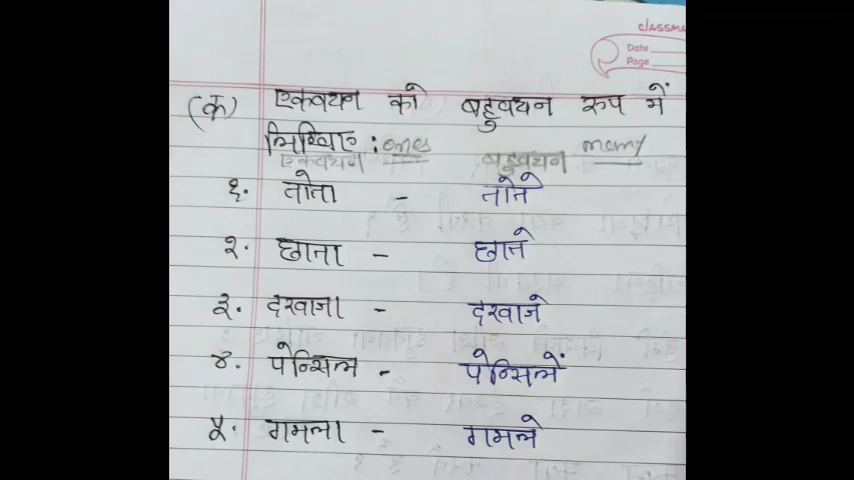 cLASSMA
Date
Page
(क) एकवचन को बहुवचन रुप में
लिखिए : ones many
एकवचन बहुवचन
१. तोता - तोते
२. छाता - छाते
३. दरवाजा - दरवाजे
४. पेन्सिल - पेन्सिलें
५. गमला - गमले